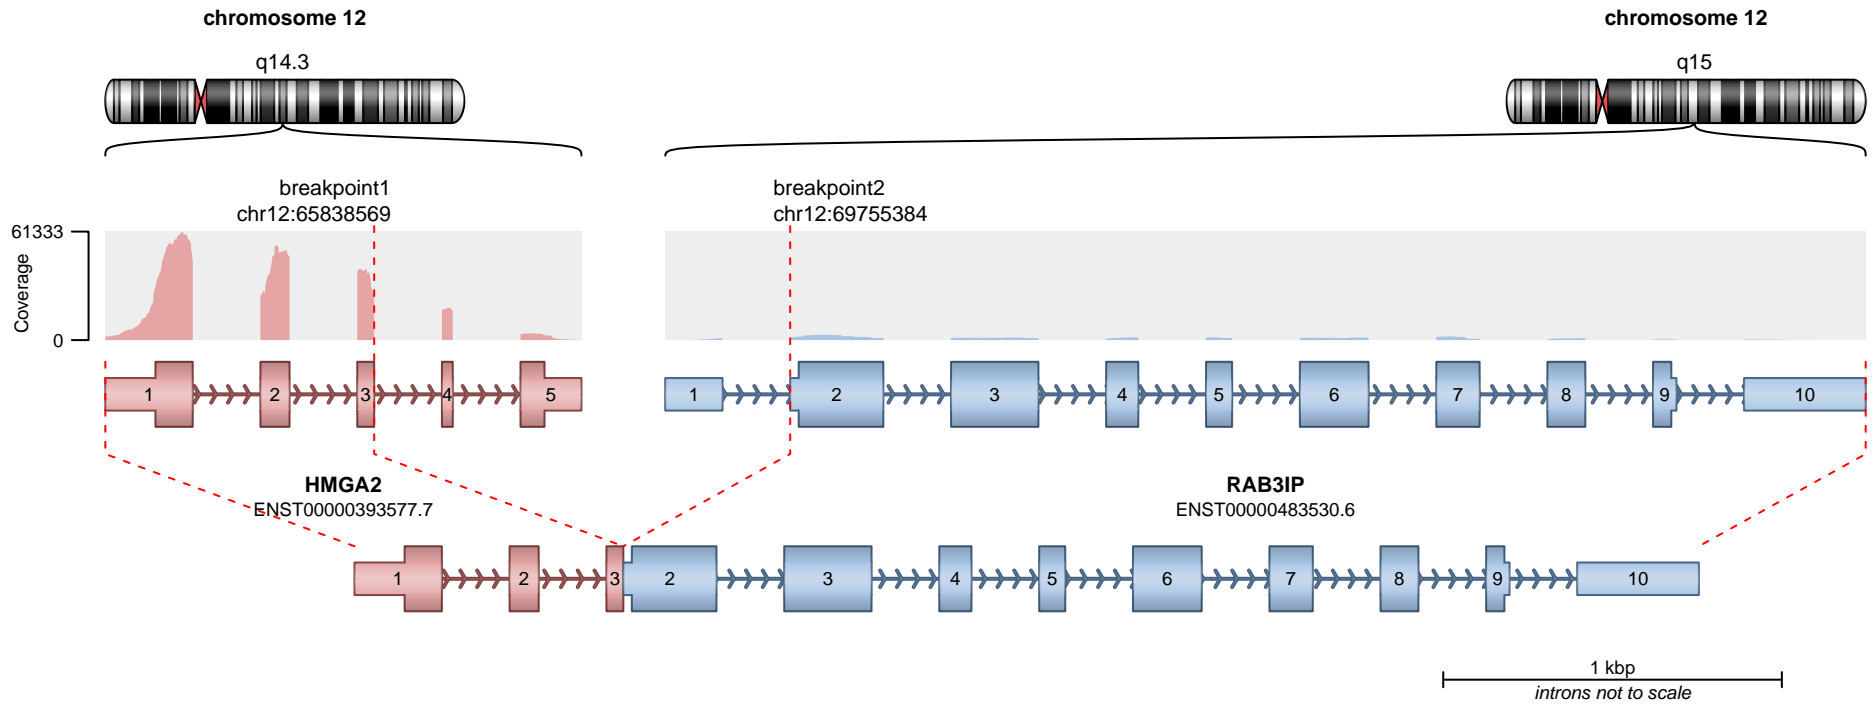 chromosome 12
chromosome 12
q14.3
q15
breakpoint1
chr12:65838569
breakpoint2
chr12:69755384
61333
Coverage
0
1 2 3 4 5
1 2 3 4 5 6 7 8 9 10
HMGA2
ENST00000393577.7
RAB3IP
ENST00000483530.6
1 2 3 2 3 4 5 6 7 8 9 10
1 kbp
introns not to scale